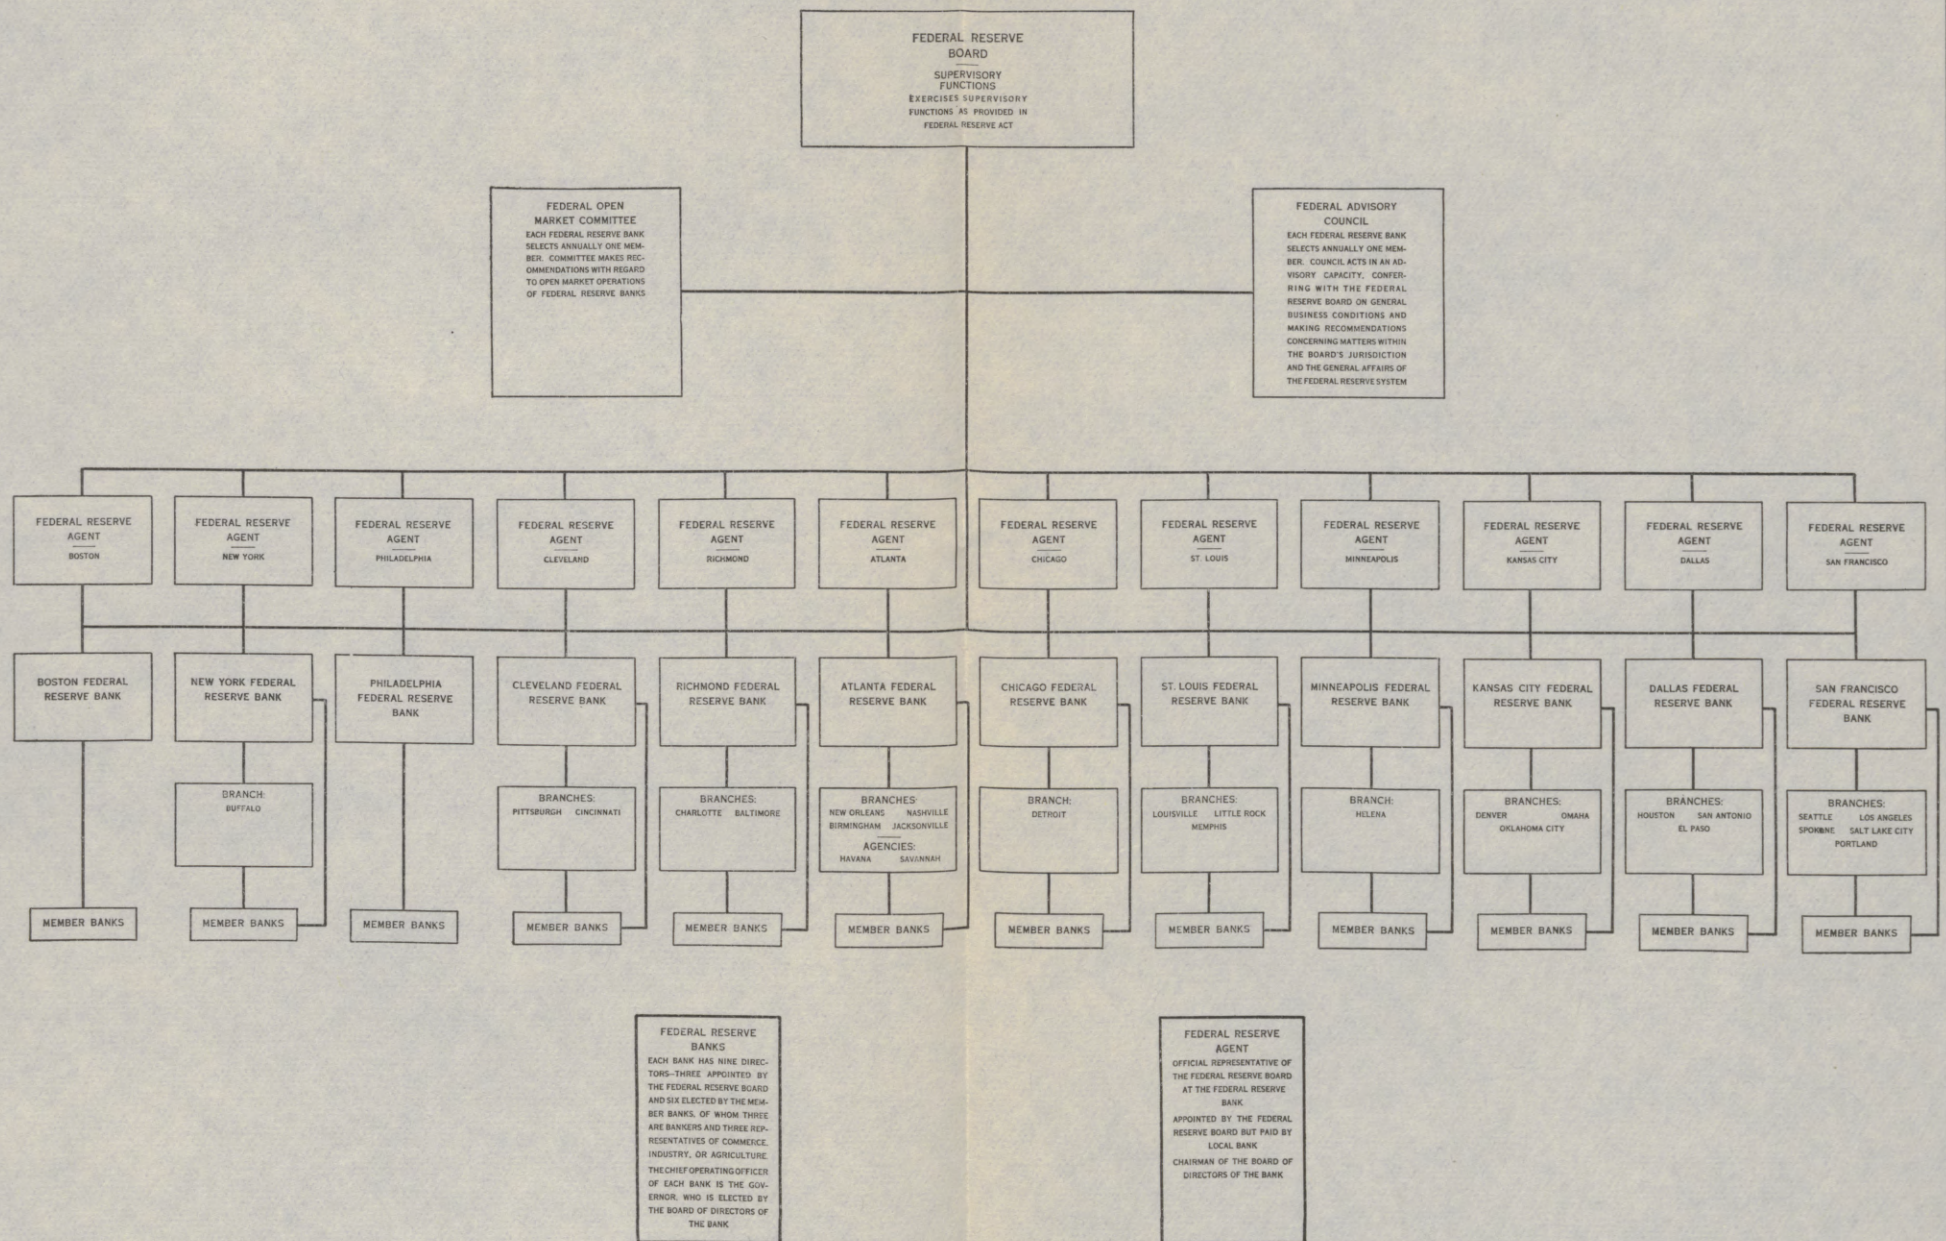 FEDERAL RESERVE
BOARD
SUPERVISORY
FUNCTIONS
EXERCISES SUPERVISORY
FUNCTIONS AS PROVIDED IN
FEDERAL RESERVE ACT
FEDERAL OPEN
MARKET COMMITTEE
EACH FEDERAL RESERVE BANK
SELECTS ANNUALLY ONE MEM-
BER. COMMITTEE MAKES REC-
OMMENDATIONS WITH REGARD
TO OPEN MARKET OPERATIONS
OF FEDERAL RESERVE BANKS
FEDERAL ADVISORY
COUNCIL
EACH FEDERAL RESERVE BANK
SELECTS ANNUALLY ONE MEM-
BER. COUNCIL ACTS IN AN AD-
VISORY CAPACITY, CONFER-
RING WITH THE FEDERAL
RESERVE BOARD ON GENERAL
BUSINESS CONDITIONS AND
MAKING RECOMMENDATIONS
CONCERNING MATTERS WITHIN
THE BOARD'S JURISDICTION
AND THE GENERAL AFFAIRS OF
THE FEDERAL RESERVE SYSTEM
FEDERAL RESERVE
AGENT
BOSTON
FEDERAL RESERVE
AGENT
NEW YORK
FEDERAL RESERVE
AGENT
PHILADELPHIA
FEDERAL RESERVE
AGENT
CLEVELAND
FEDERAL RESERVE
AGENT
RICHMOND
FEDERAL RESERVE
AGENT
ATLANTA
FEDERAL RESERVE
AGENT
CHICAGO
FEDERAL RESERVE
AGENT
ST. LOUIS
FEDERAL RESERVE
AGENT
MINNEAPOLIS
FEDERAL RESERVE
AGENT
KANSAS CITY
FEDERAL RESERVE
AGENT
DALLAS
FEDERAL RESERVE
AGENT
SAN FRANCISCO
BOSTON FEDERAL
RESERVE BANK
NEW YORK FEDERAL
RESERVE BANK
PHILADELPHIA
FEDERAL RESERVE
BANK
CLEVELAND FEDERAL
RESERVE BANK
RICHMOND FEDERAL
RESERVE BANK
ATLANTA FEDERAL
RESERVE BANK
CHICAGO FEDERAL
RESERVE BANK
ST. LOUIS FEDERAL
RESERVE BANK
MINNEAPOLIS FEDERAL
RESERVE BANK
KANSAS CITY FEDERAL
RESERVE BANK
DALLAS FEDERAL
RESERVE BANK
SAN FRANCISCO
FEDERAL RESERVE
BANK
BRANCH:
BUFFALO
BRANCHES:
PITTSBURGH CINCINNATI
BRANCHES:
CHARLOTTE BALTIMORE
BRANCHES:
NEW ORLEANS NASHVILLE
BIRMINGHAM JACKSONVILLE
AGENCIES:
HAVANA SAVANNAH
BRANCH:
DETROIT
BRANCHES:
LOUISVILLE LITTLE ROCK
MEMPHIS
BRANCH:
HELENA
BRANCHES:
DENVER OMAHA
OKLAHOMA CITY
BRANCHES:
HOUSTON SAN ANTONIO
EL PASO
BRANCHES:
SEATTLE LOS ANGELES
SPOKANE SALT LAKE CITY
PORTLAND
MEMBER BANKS
MEMBER BANKS
MEMBER BANKS
MEMBER BANKS
MEMBER BANKS
MEMBER BANKS
MEMBER BANKS
MEMBER BANKS
MEMBER BANKS
MEMBER BANKS
MEMBER BANKS
MEMBER BANKS
FEDERAL RESERVE
BANKS
EACH BANK HAS NINE DIREC-
TORS-THREE APPOINTED BY
THE FEDERAL RESERVE BOARD
AND SIX ELECTED BY THE MEM-
BER BANKS, OF WHOM THREE
ARE BANKERS AND THREE REP-
RESENTATIVES OF COMMERCE,
INDUSTRY, OR AGRICULTURE
THE CHIEF OPERATING OFFICER
OF EACH BANK IS THE GOV-
ERNOR, WHO IS ELECTED BY
THE BOARD OF DIRECTORS OF
THE BANK
FEDERAL RESERVE
AGENT
OFFICIAL REPRESENTATIVE OF
THE FEDERAL RESERVE BOARD
AT THE FEDERAL RESERVE
BANK
APPOINTED BY THE FEDERAL
RESERVE BOARD BUT PAID BY
LOCAL BANK
CHAIRMAN OF THE BOARD OF
DIRECTORS OF THE BANK